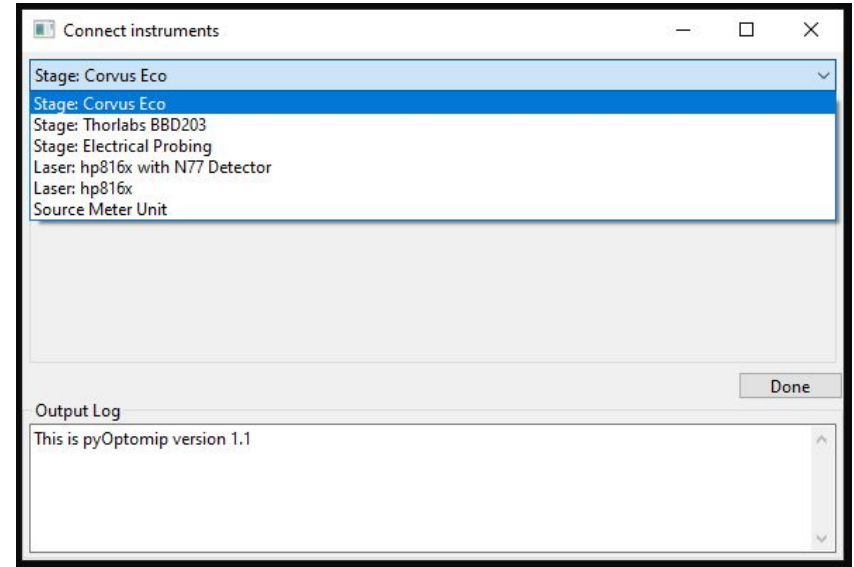 Connect instruments
Stage: Corvus Eco
Stage: Corvus Eco
Stage: Thorlabs BBD203
Stage: Electrical Probing
Laser: hp816x with N77 Detector
Laser: hp816x
Source Meter Unit
Done
Output Log
This is pyOptomip version 1.1